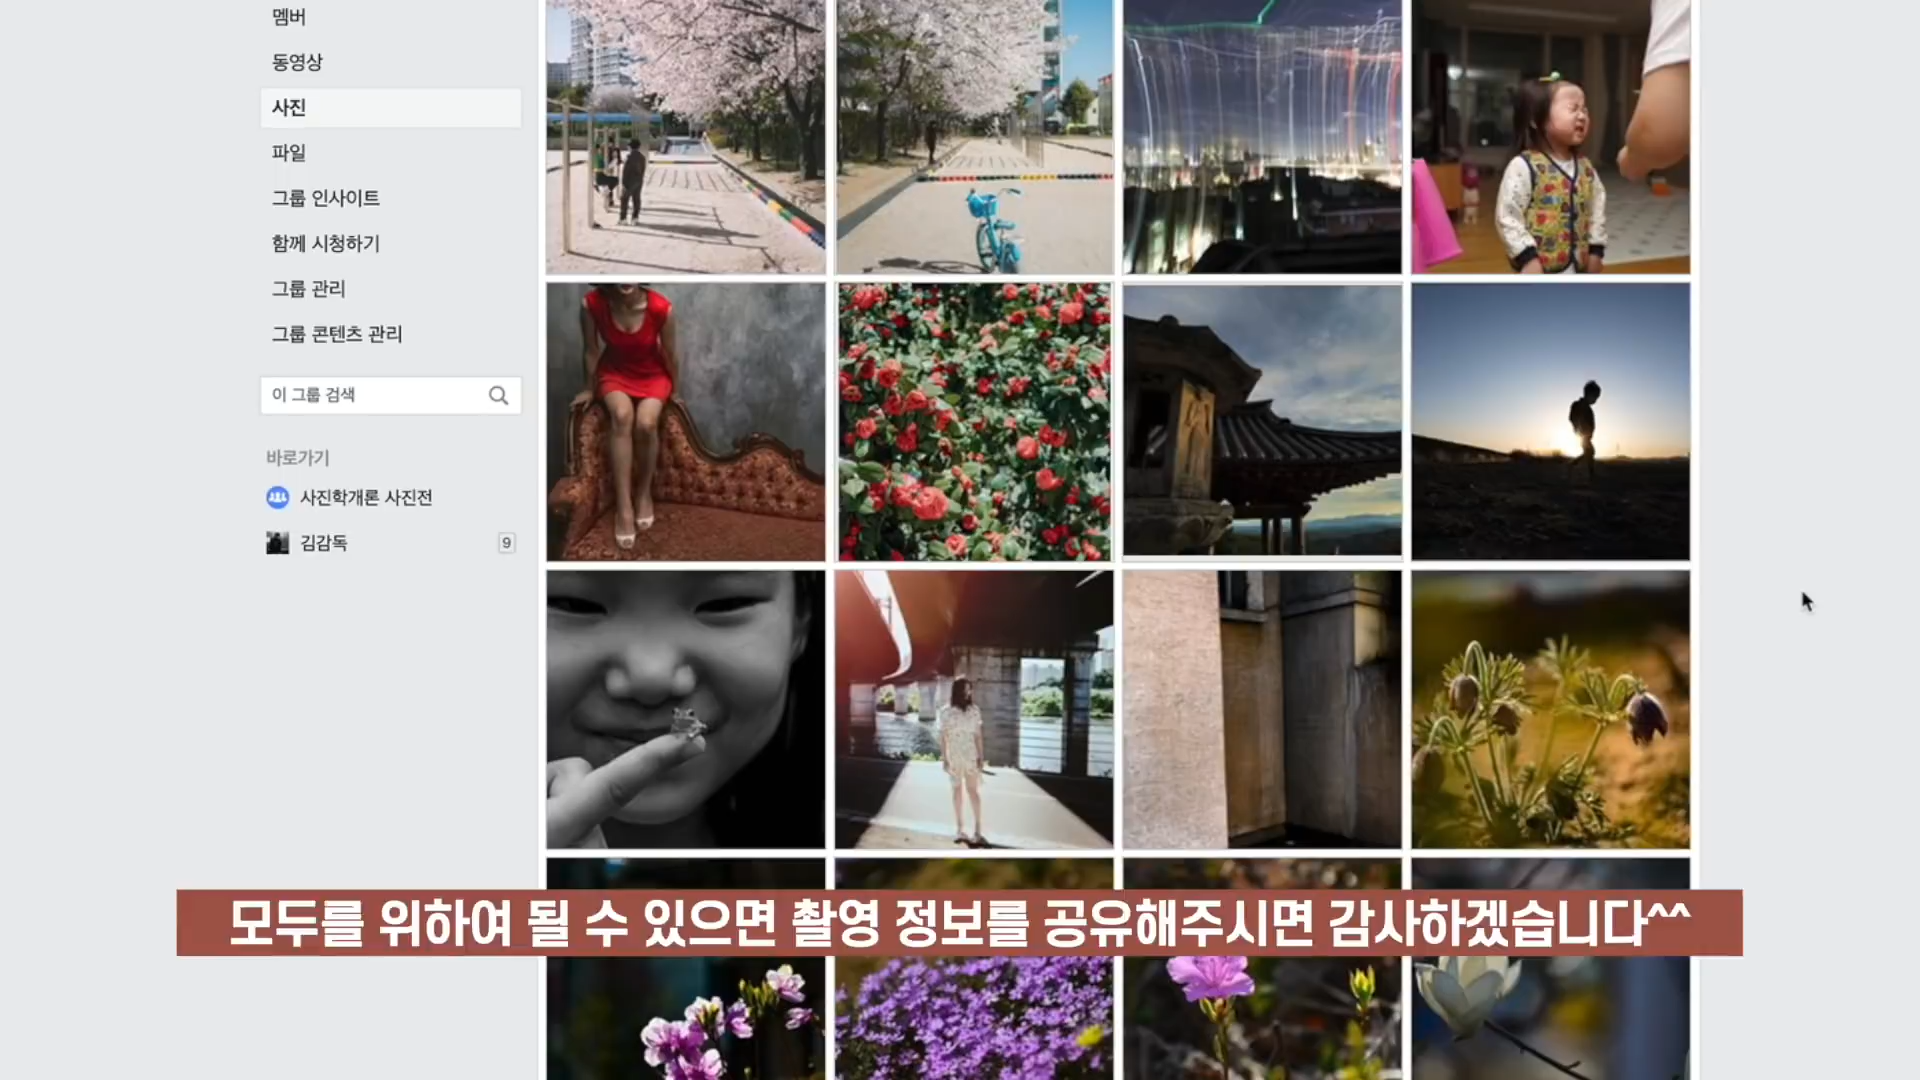 멤버
동영상
사진
파일
그룹 인사이트
함께 시청하기
그룹 관리
그룹 콘텐츠 관리
이 그룹 검색
바로가기
사진학개론 사진전
김감독 9
모두를 위하여 될 수 있으면 촬영 정보를 공유해주시면 감사하겠습니다^^